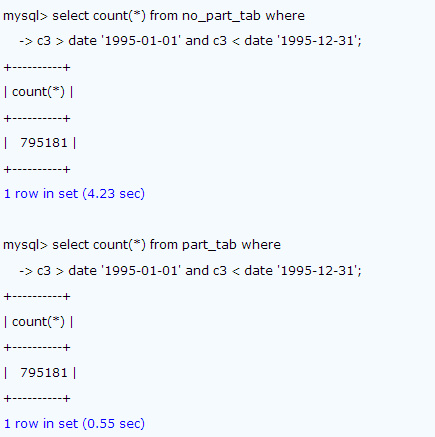 mysql> select count(*) from no_part_tab where
-> c3 > date '1995-01-01' and c3 < date '1995-12-31';
+----------+
| count(*) |
+----------+
| 795181 |
+----------+
1 row in set (4.23 sec)
mysql> select count(*) from part_tab where
-> c3 > date '1995-01-01' and c3 < date '1995-12-31';
+----------+
| count(*) |
+----------+
| 795181 |
+----------+
1 row in set (0.55 sec)